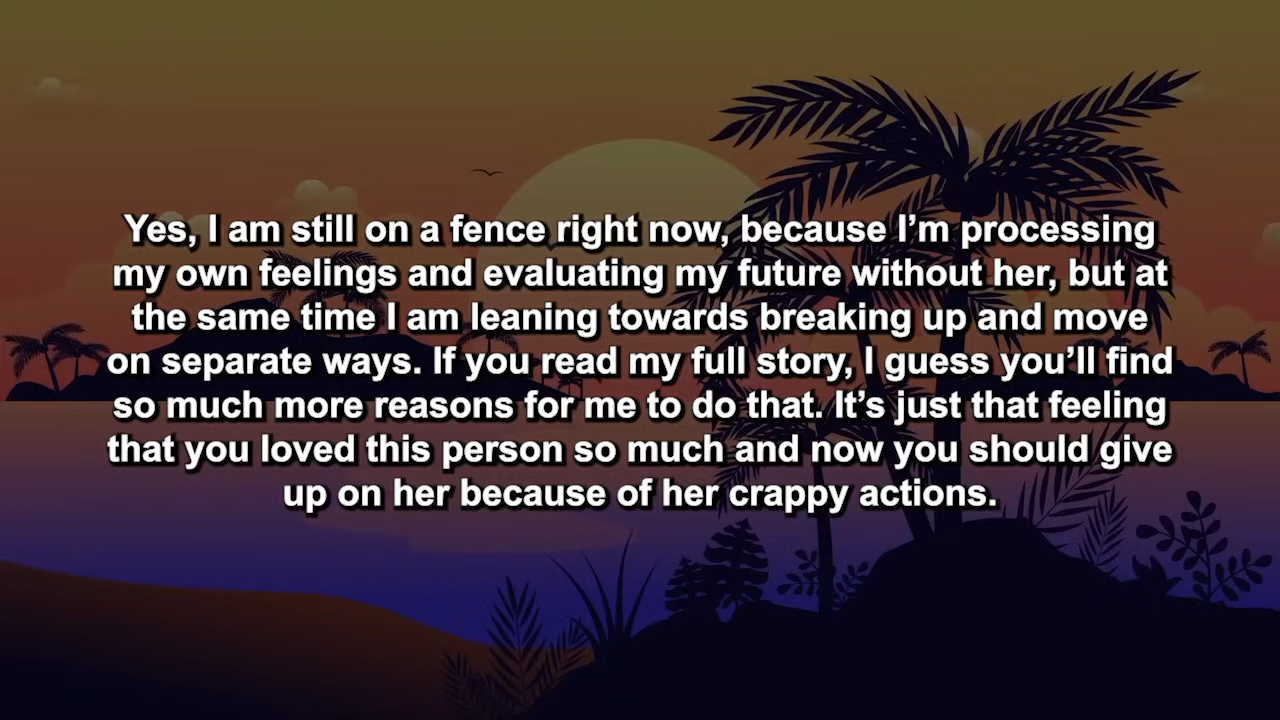 Yes, I am still on a fence right now, because I’m processing
my own feelings and evaluating my future without her, but at
the same time I am leaning towards breaking up and move
on separate ways. If you read my full story, I guess you’ll find
so much more reasons for me to do that. It’s just that feeling
that you loved this person so much and now you should give
up on her because of her crappy actions.